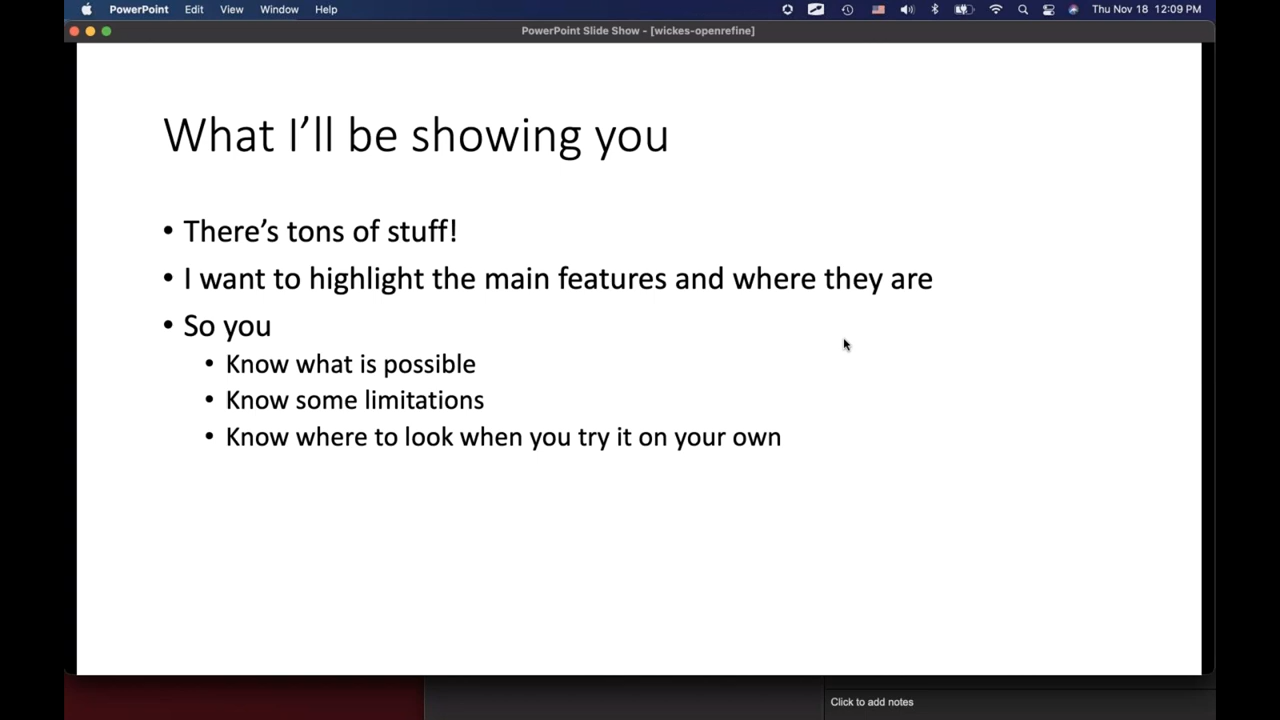 PowerPoint Edit View Window Help Thu Nov 18 12:09 PM
PowerPoint Slide Show - [wickes-openrefine]
What I’ll be showing you
• There’s tons of stuff!
• I want to highlight the main features and where they are
• So you
• Know what is possible
• Know some limitations
• Know where to look when you try it on your own
Click to add notes